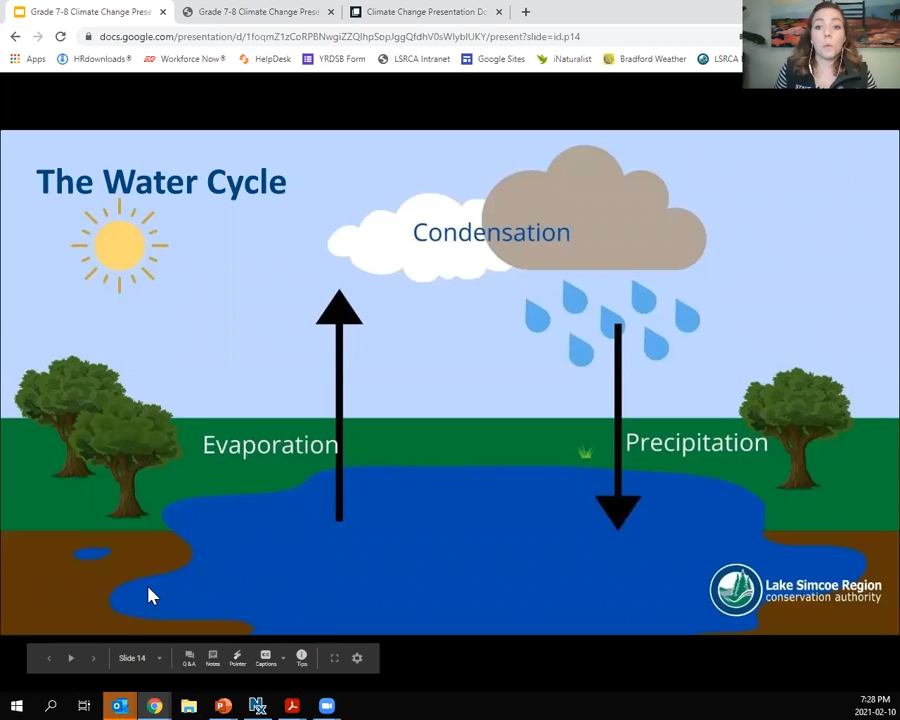 Grade 7-8 Climate Change Prese
Grade 7-8 Climate Change Prese
Climate Change Presentation Do
docs.google.com/presentation/d/1foqmZ1zCoRPBNwgiZZQlhpSopJggQfdhV0sWlybIUKY/present?slide=id.p14
Apps
HRdownloads®
Workforce Now®
HelpDesk
YRDSB Form
LSRCA Intranet
Google Sites
iNaturalist
Bradford Weather
LSRCA
The Water Cycle
Condensation
Evaporation
Precipitation
Lake Simcoe Region
conservation authority
Slide 14
Q&A
Notes
Pointer
Captions
Tips
7:28 PM
2021-02-10